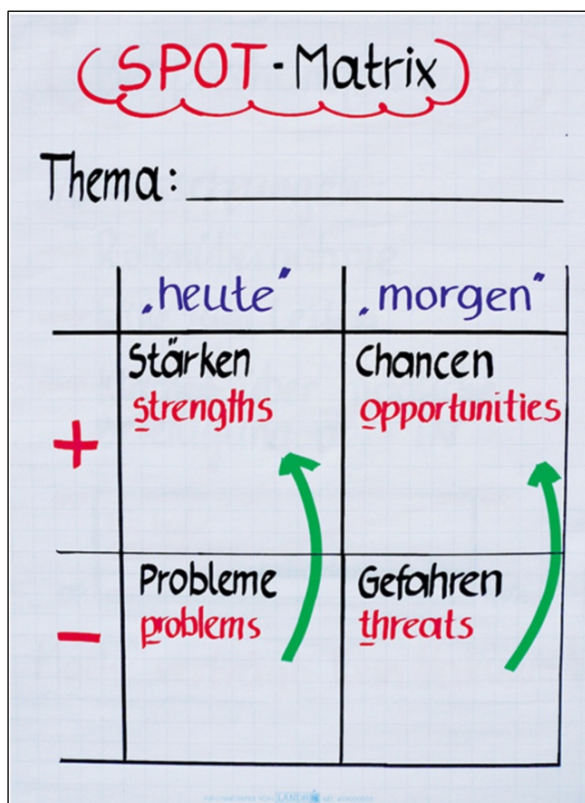 SPOT-Matrix
Thema:
„heute" „morgen"
Stärken Chancen
strengths opportunities
+
Probleme Gefahren
problems threats
−